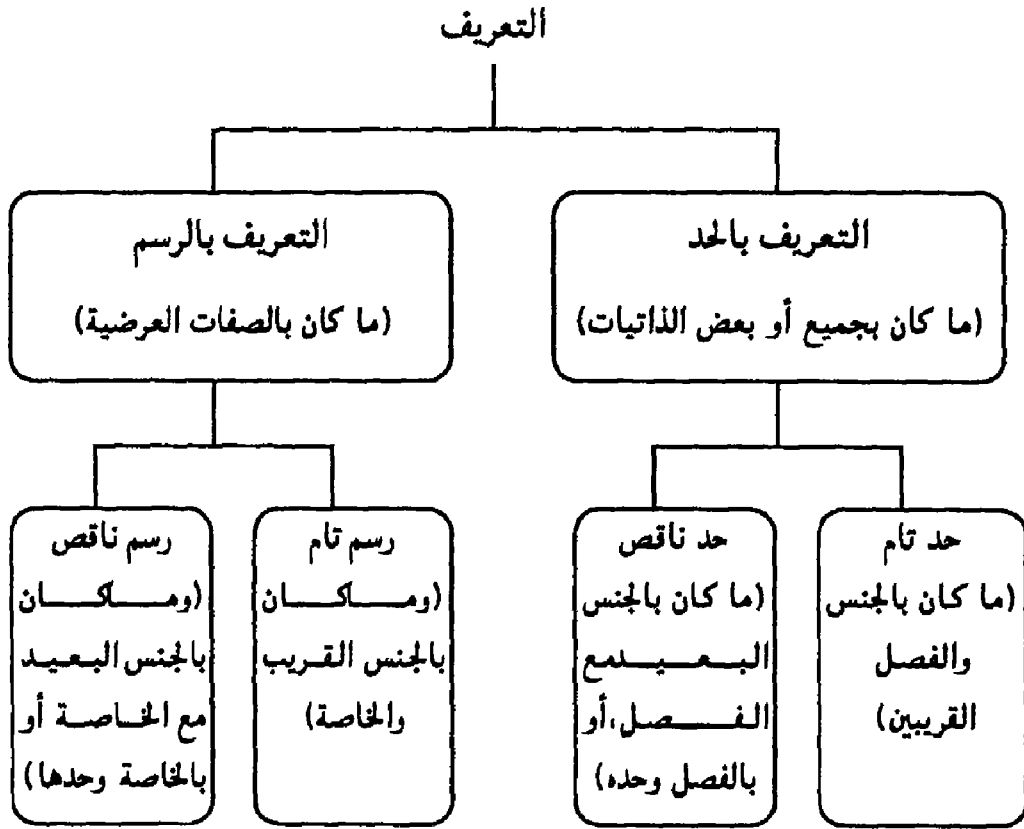 التعريف
التعريف بالحد
(ما كان بجميع أو بعض الذاتيات)
التعريف بالرسم
(ما كان بالصفات العرضية)
حد تام
(ما كان بالجنس
والفصل
القريبين)
حد ناقص
(ما كان بالجنس
البعيد مع
الفصل، أو
بالفصل وحده)
رسم تام
(وما كان
بالجنس القريب
والخاصة)
رسم ناقص
(وما كان
بالجنس البعيد
مع الخاصة أو
بالخاصة وحدها)